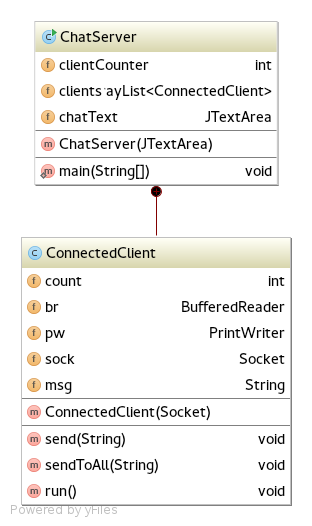 ChatServer
clientCounter int
clients ayList<ConnectedClient>
chatText JTextArea
ChatServer(JTextArea)
main(String[]) void
ConnectedClient
count int
br BufferedReader
pw PrintWriter
sock Socket
msg String
ConnectedClient(Socket)
send(String) void
sendToAll(String) void
run() void
Powered by yFiles